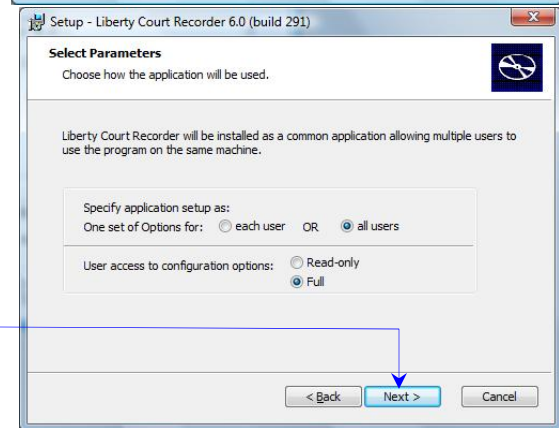 Setup - Liberty Court Recorder 6.0 (build 291)
Select Parameters
Choose how the application will be used.
Liberty Court Recorder will be installed as a common application allowing multiple users to
use the program on the same machine.
Specify application setup as:
One set of Options for: each user OR all users
User access to configuration options: Read-only
Full
< Back Next > Cancel